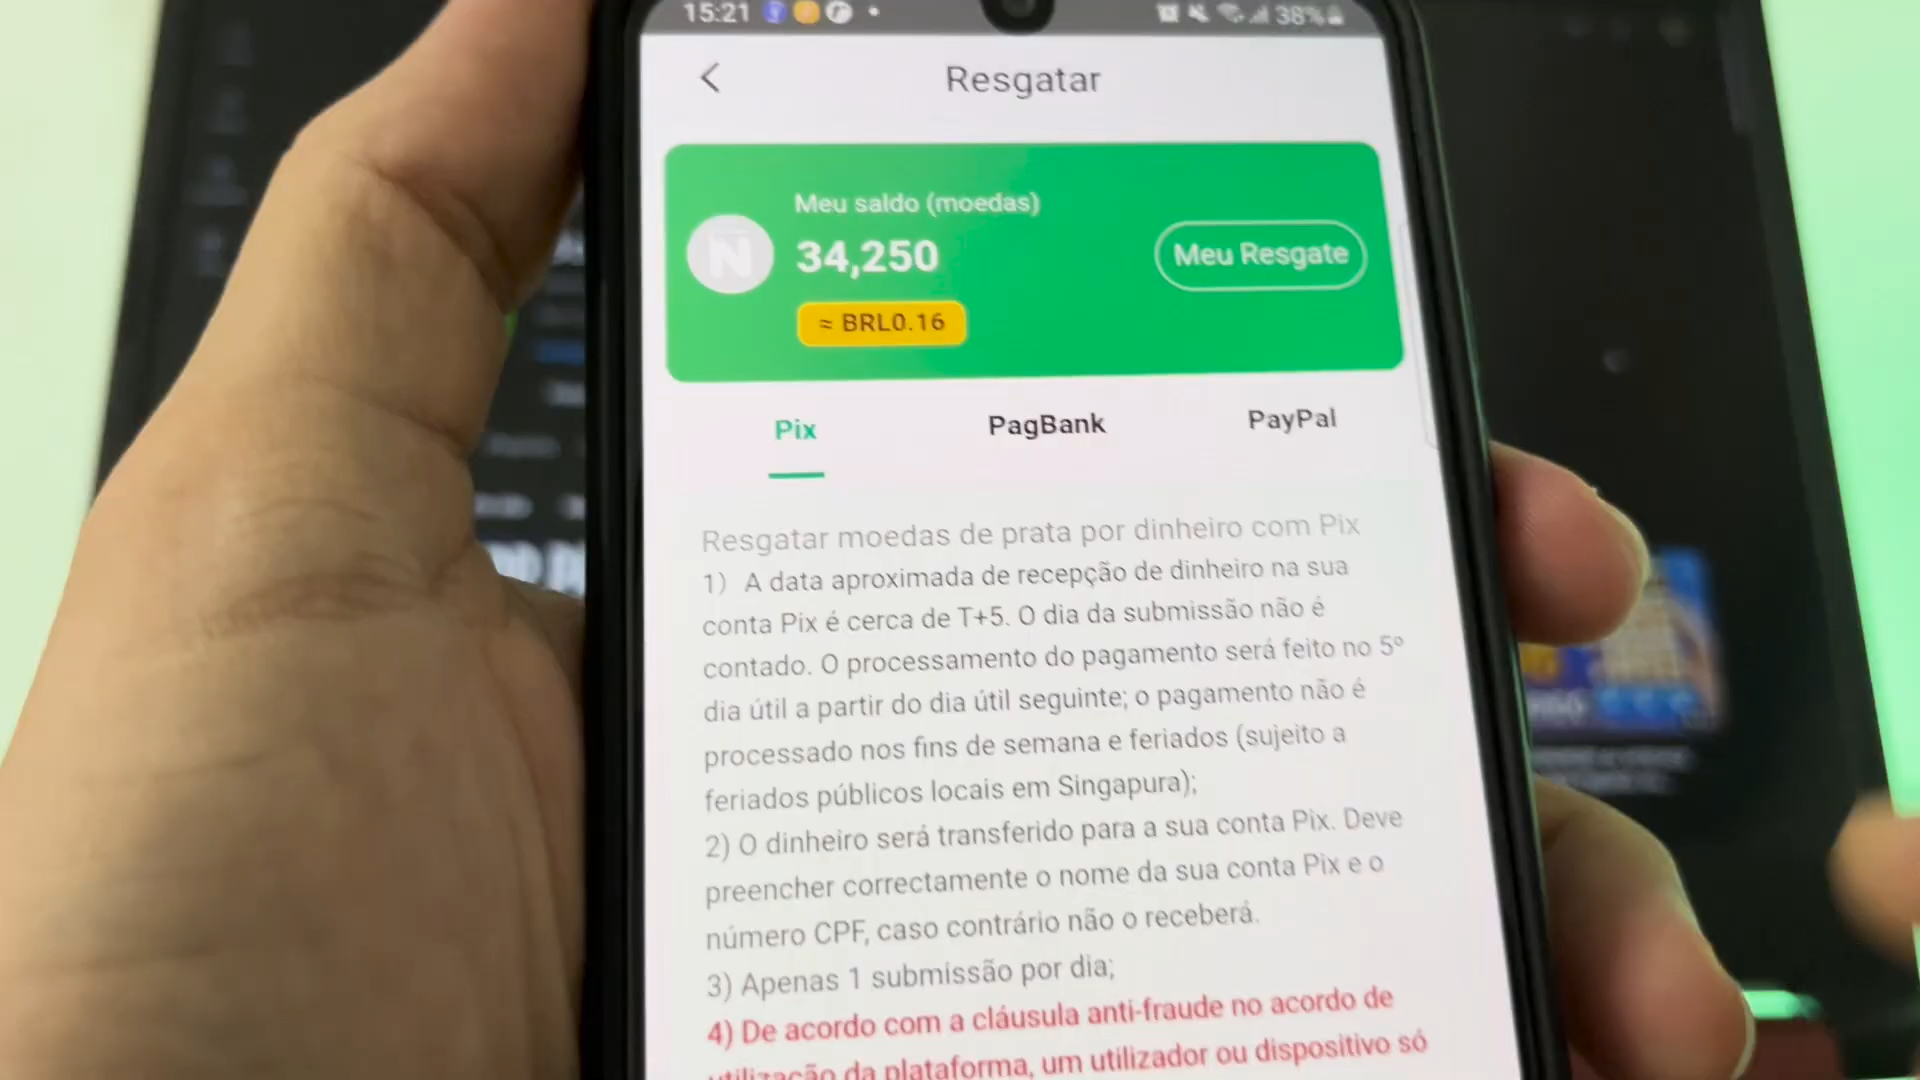 15:21
38%
Resgatar
Meu saldo (moedas)
N
34,250
Meu Resgate
≈ BRL0.16
Pix
PagBank
PayPal
Resgatar moedas de prata por dinheiro com Pix
1) A data aproximada de recepção de dinheiro na sua
conta Pix é cerca de T+5. O dia da submissão não é
contado. O processamento do pagamento será feito no 5º
dia útil a partir do dia útil seguinte; o pagamento não é
processado nos fins de semana e feriados (sujeito a
feriados públicos locais em Singapura);
2) O dinheiro será transferido para a sua conta Pix. Deve
preencher correctamente o nome da sua conta Pix e o
número CPF, caso contrário não o receberá.
3) Apenas 1 submissão por dia;
4) De acordo com a cláusula anti-fraude no acordo de
utilização da plataforma, um utilizador ou dispositivo só